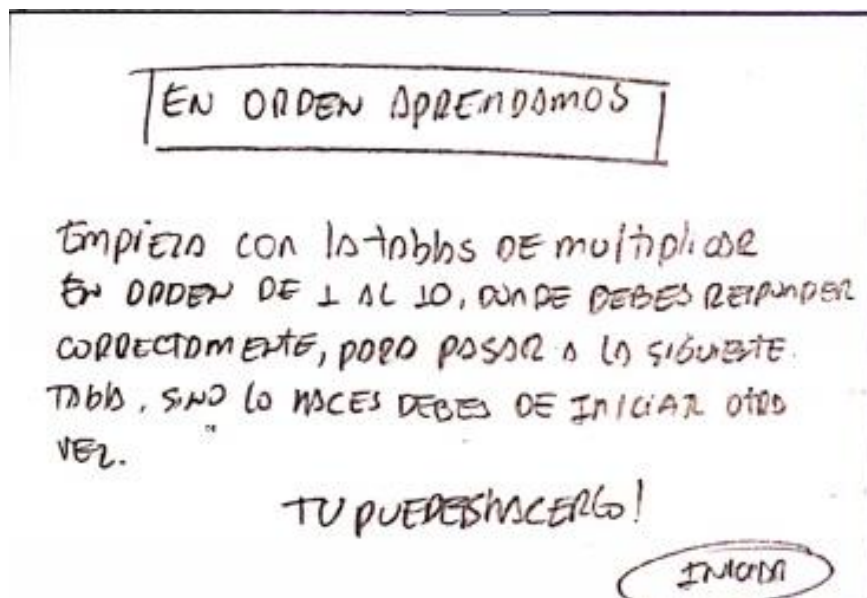 EN ORDEN APRENDAMOS
Empieza con la tablas de multiplicar
EN ORDEN DE 1 AL 10, DONDE DEBES RESPONDER
CORRECTAMENTE, PARA PASAR A LA SIGUIENTE
TABLA, SINO LO HACES DEBES DE INICIAR OTRA
VEZ.
TU PUEDES HACERLO!
INICIAR